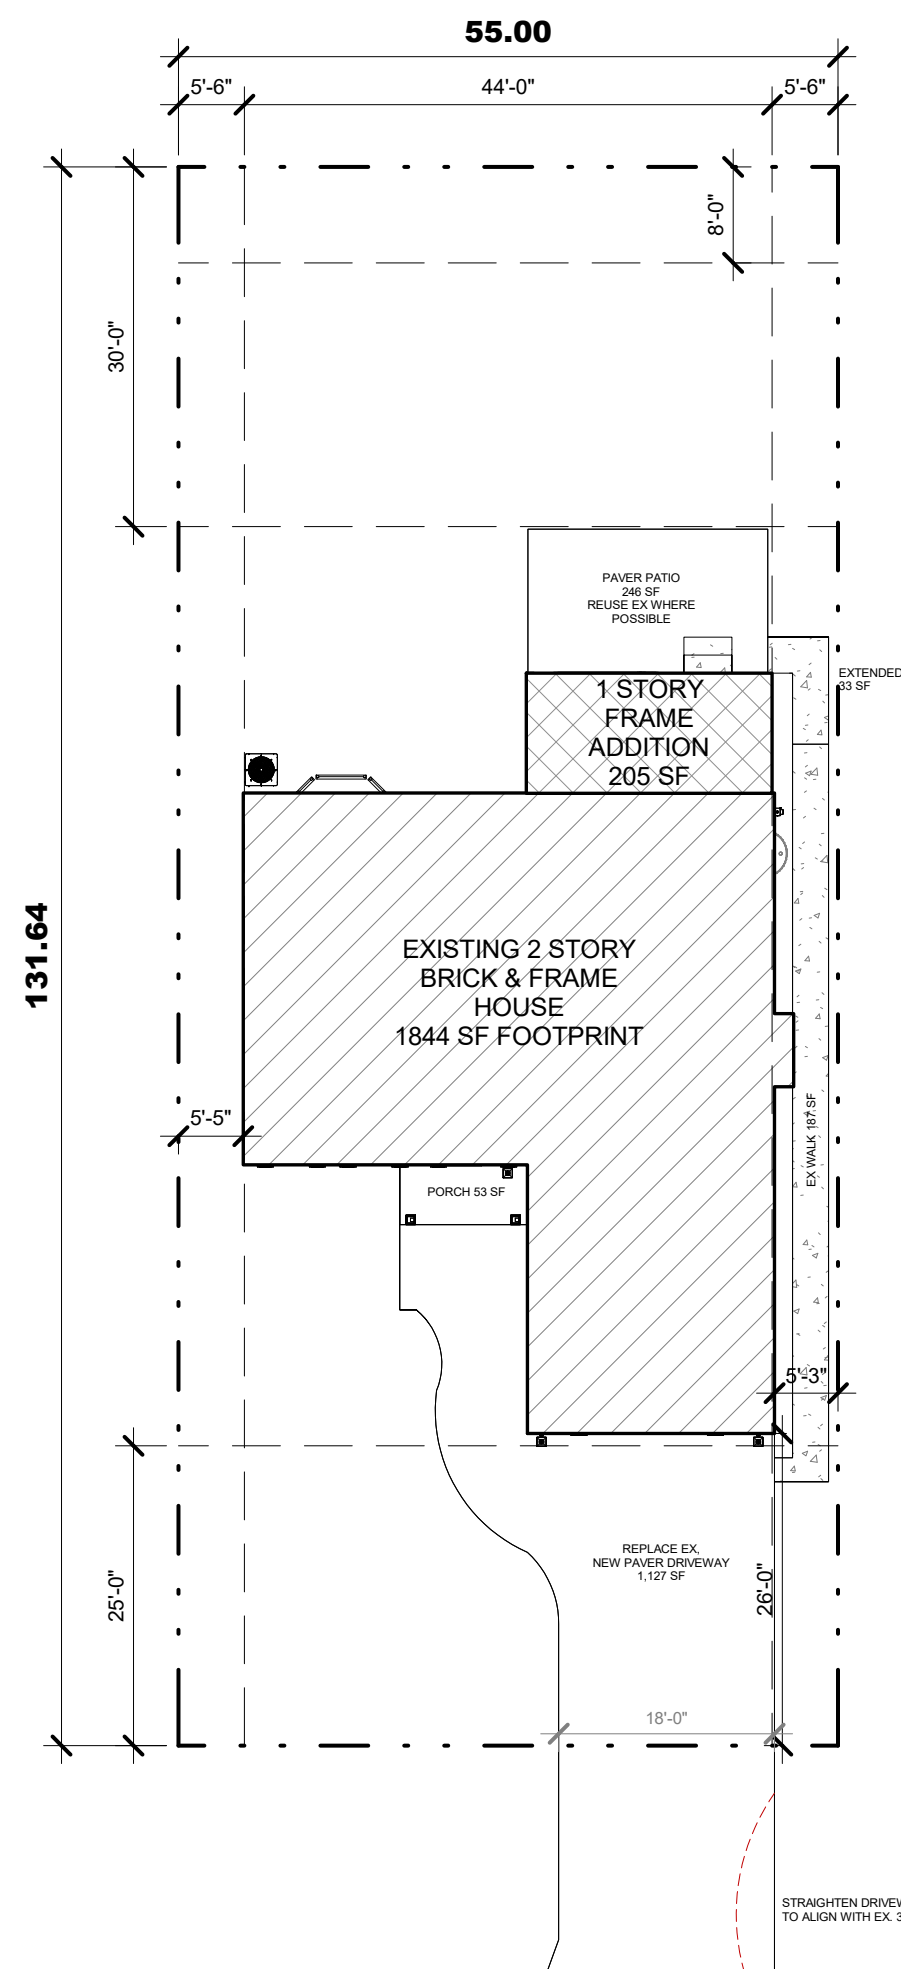 55.00
5'-6"
44'-0"
5'-6"
8'-0"
30'-0"
PAVER PATIO
246 SF
REUSE EX WHERE
POSSIBLE
EXTENDED
33 SF
1 STORY
FRAME
ADDITION
205 SF
131.64
EXISTING 2 STORY
BRICK & FRAME
HOUSE
1844 SF FOOTPRINT
5'-5"
EX WALK 187 SF
PORCH 53 SF
5'-3"
REPLACE EX,
NEW PAVER DRIVEWAY
1,127 SF
25'-0"
26'-0"
18'-0"
STRAIGHTEN DRIVEW
TO ALIGN WITH EX. 3